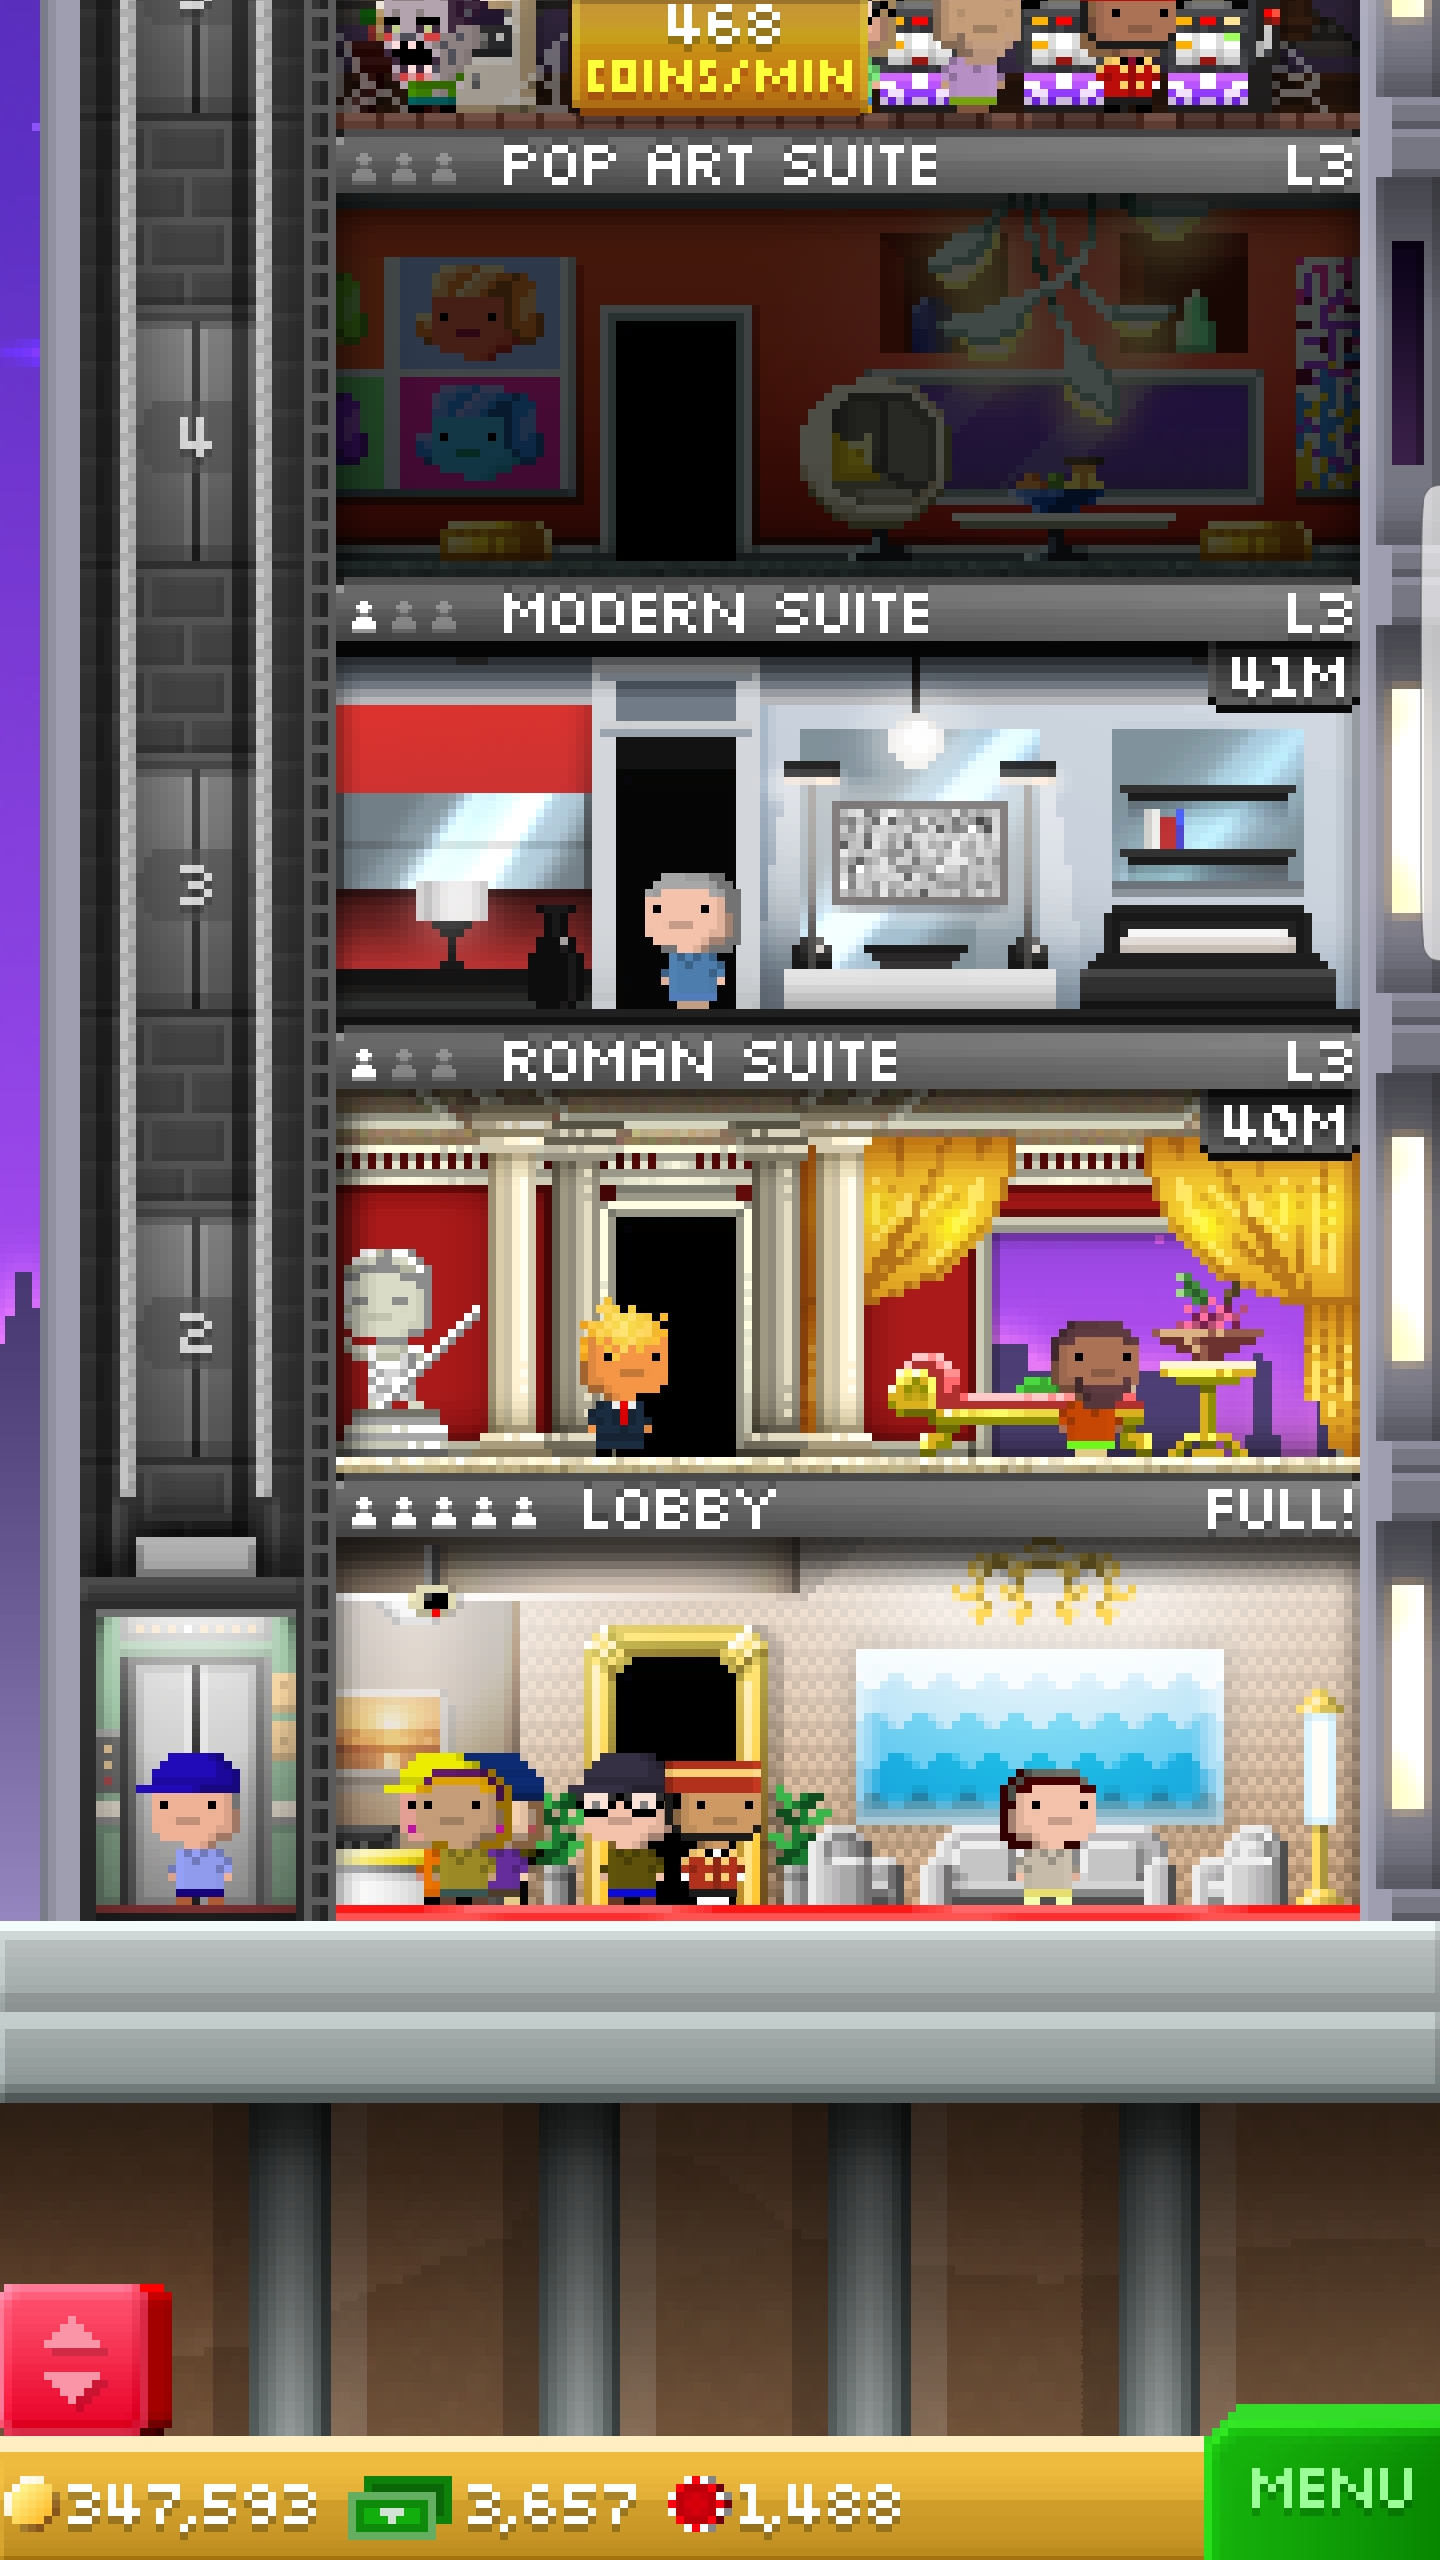 468
COINS/MIN
POP ART SUITE L3
4
MODERN SUITE L3
41M
3
ROMAN SUITE L3
40M
2
LOBBY FULL!
347,593 3,657 1,488
MENU